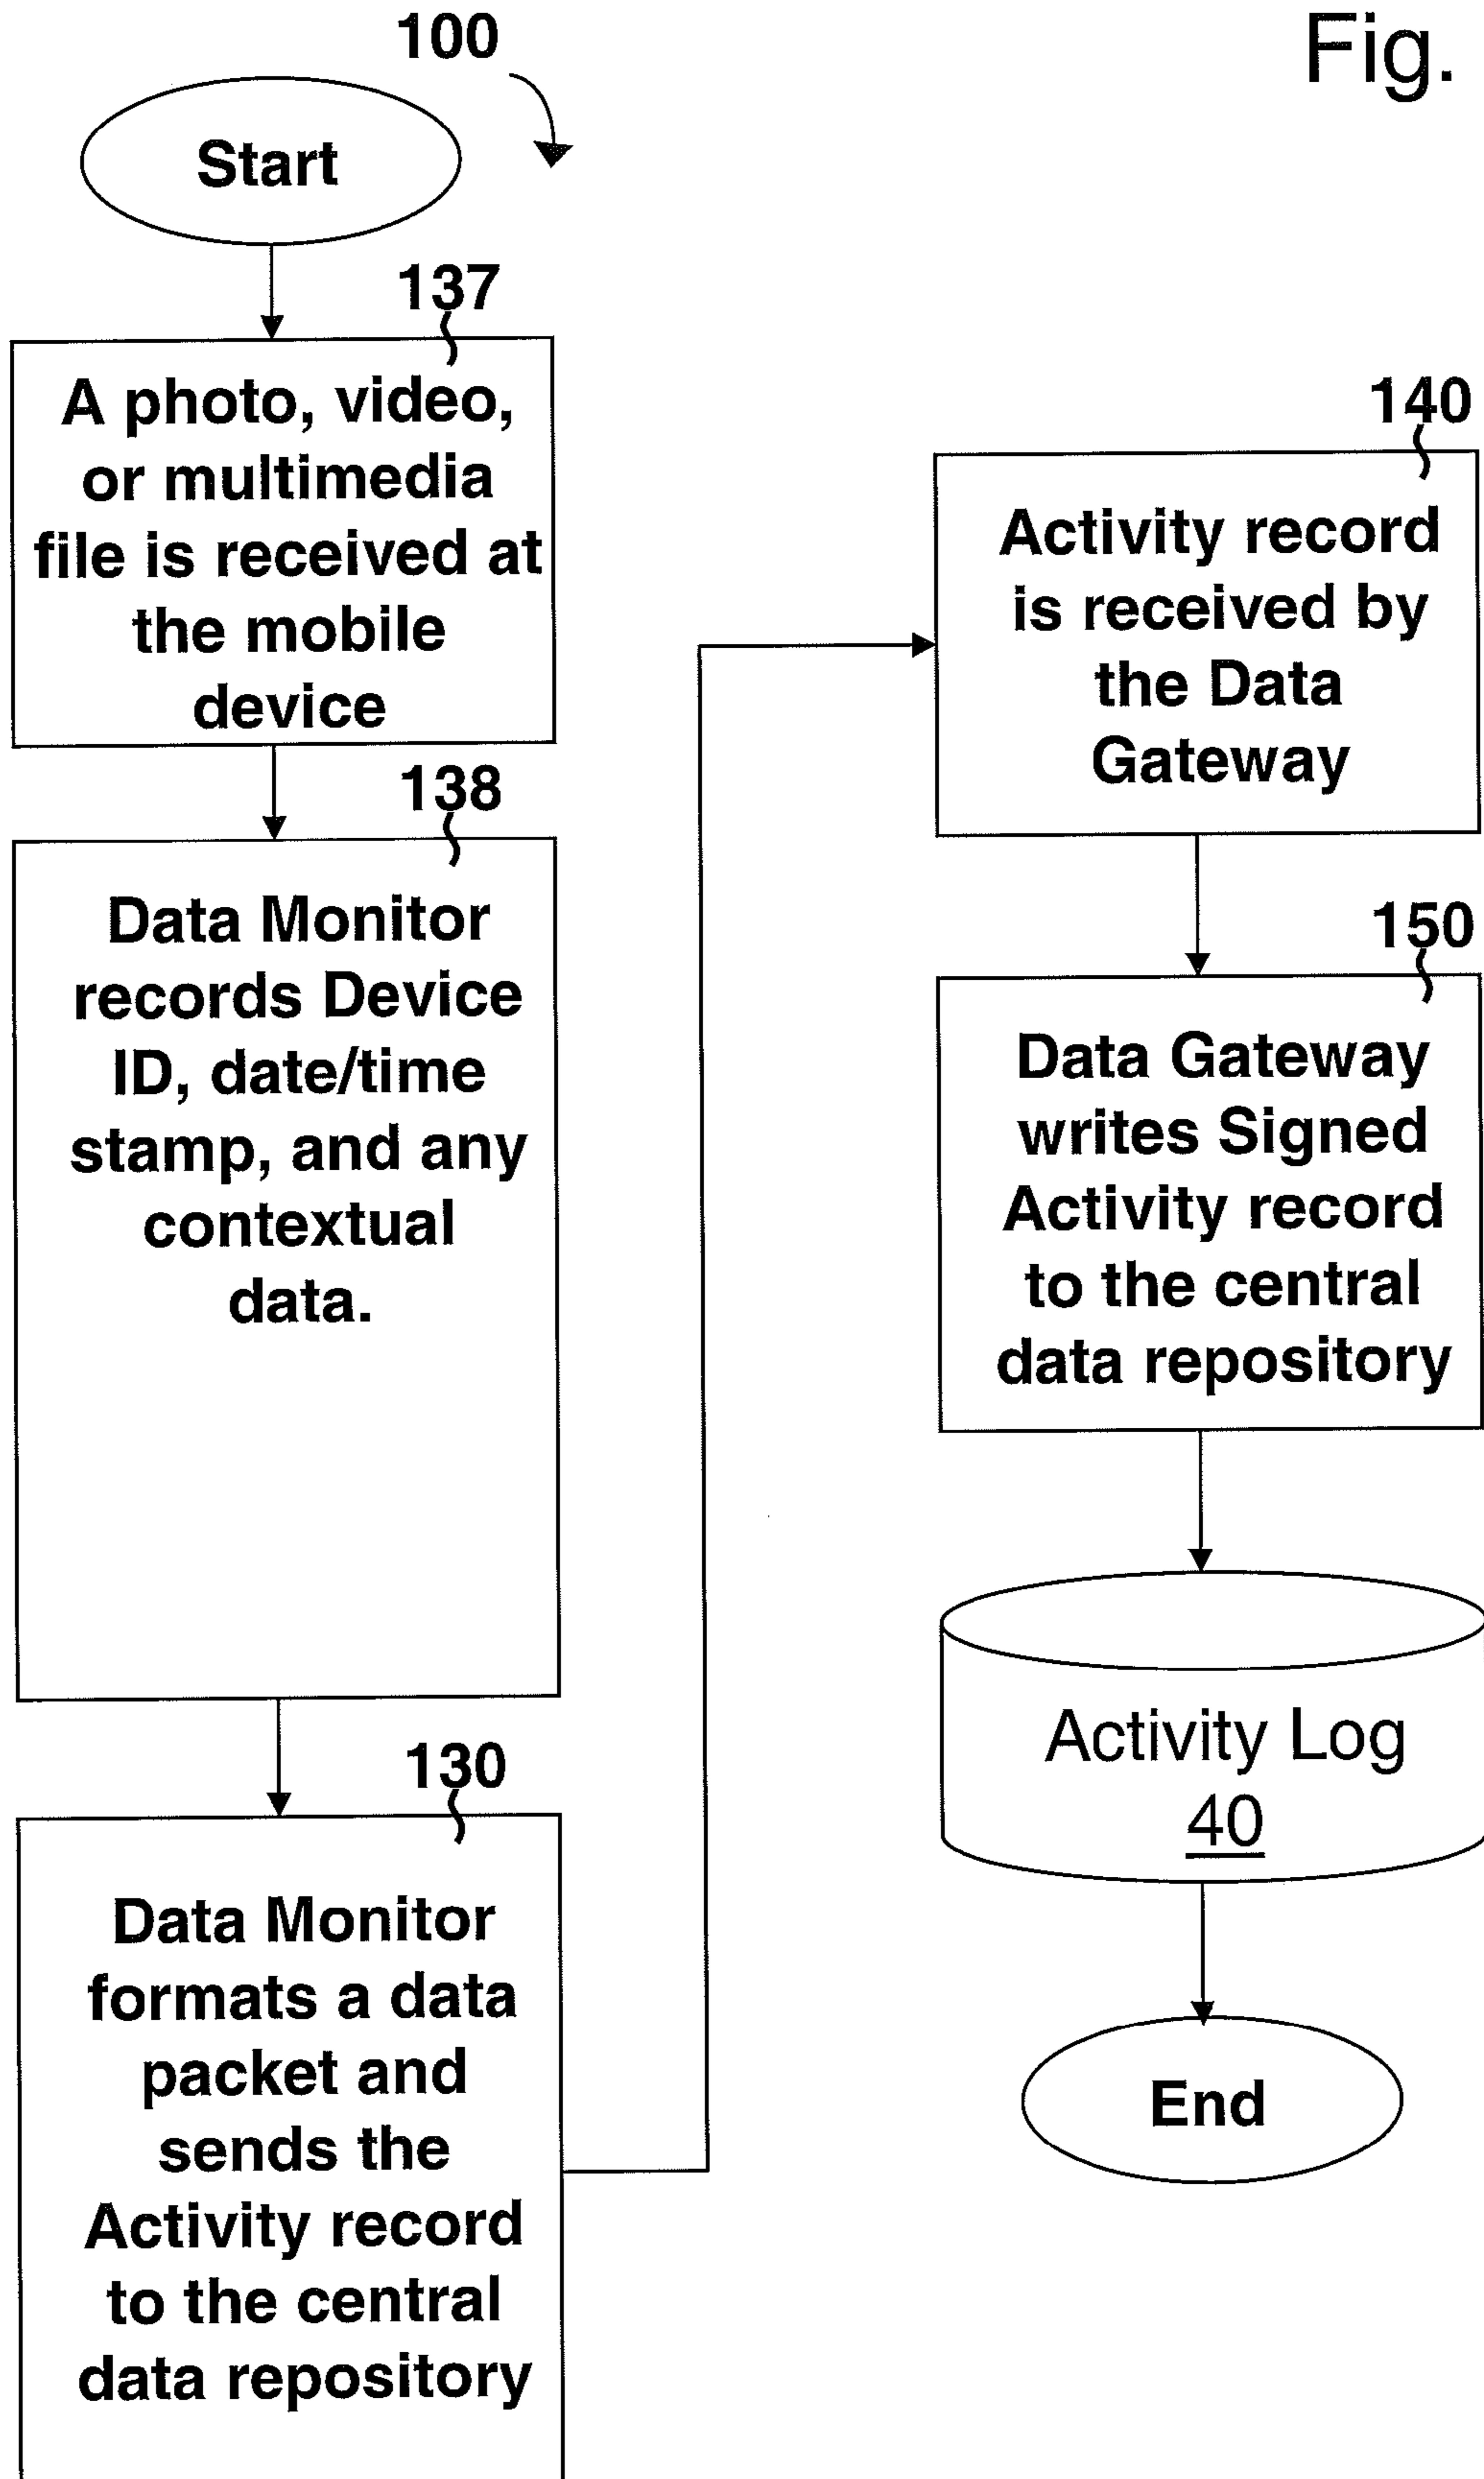 100
Fig.
Start
137
A photo, video,
or multimedia
file is received at
the mobile
device
138
Data Monitor
records Device
ID, date/time
stamp, and any
contextual
data.
130
Data Monitor
formats a data
packet and
sends the
Activity record
to the central
data repository
140
Activity record
is received by
the Data
Gateway
150
Data Gateway
writes Signed
Activity record
to the central
data repository
Activity Log
40
End